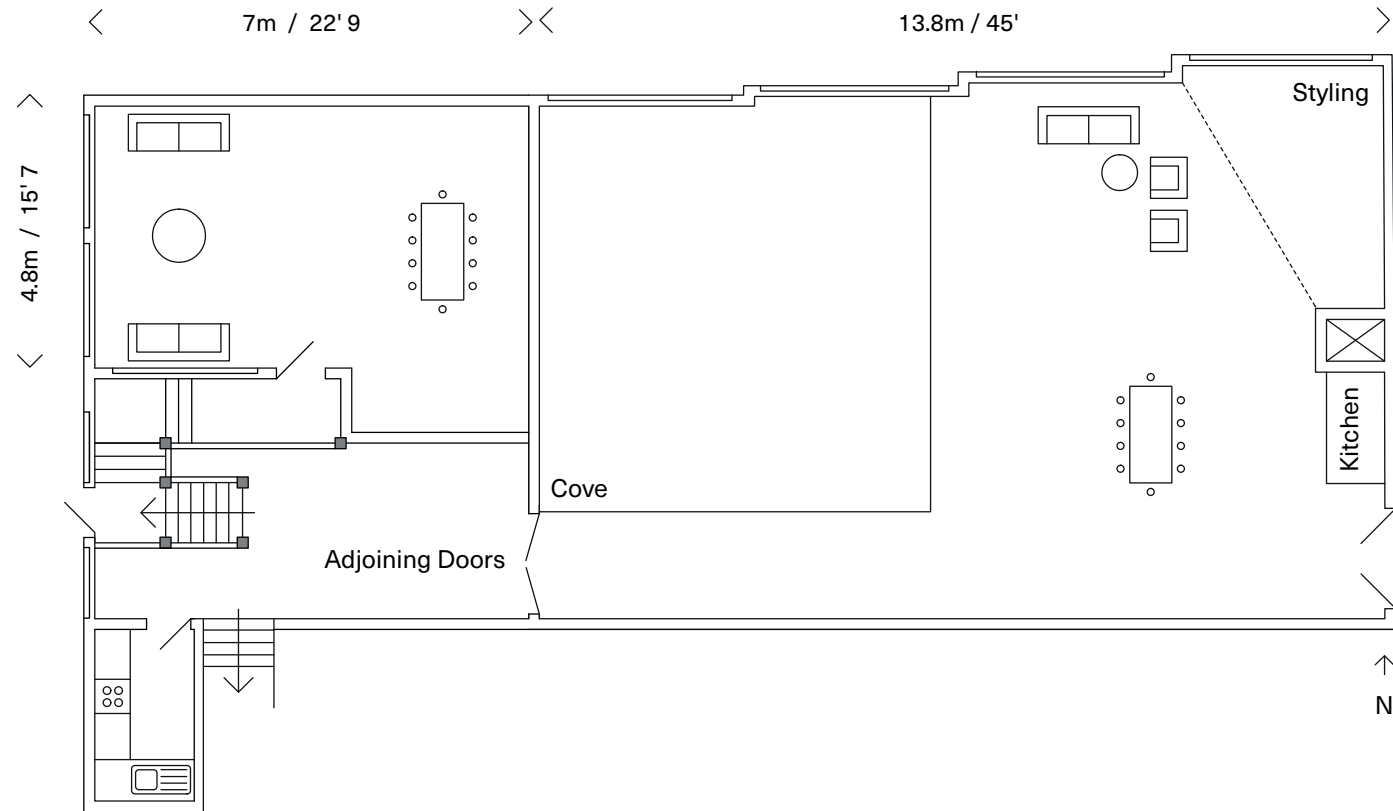 7m / 22' 9
13.8m / 45'
4.8m / 15' 7
Styling
Kitchen
Cove
Adjoining Doors
N